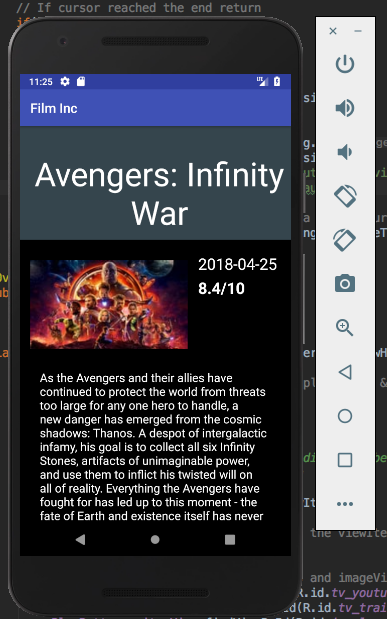 // If cursor reached the end return
if
11:25
Film Inc
Avengers: Infinity
War
2018-04-25
8.4/10
As the Avengers and their allies have
continued to protect the world from threats
too large for any one hero to handle, a
new danger has emerged from the cosmic
shadows: Thanos. A despot of intergalactic
infamy, his goal is to collect all six Infinity
Stones, artifacts of unimaginable power,
and use them to inflict his twisted will on
all of reality. Everything the Avengers have
fought for has led up to this moment - the
fate of Earth and existence itself has never
the viewIte
and imageVi
(R.id.tv_youtu
d(R.id.tv_trai